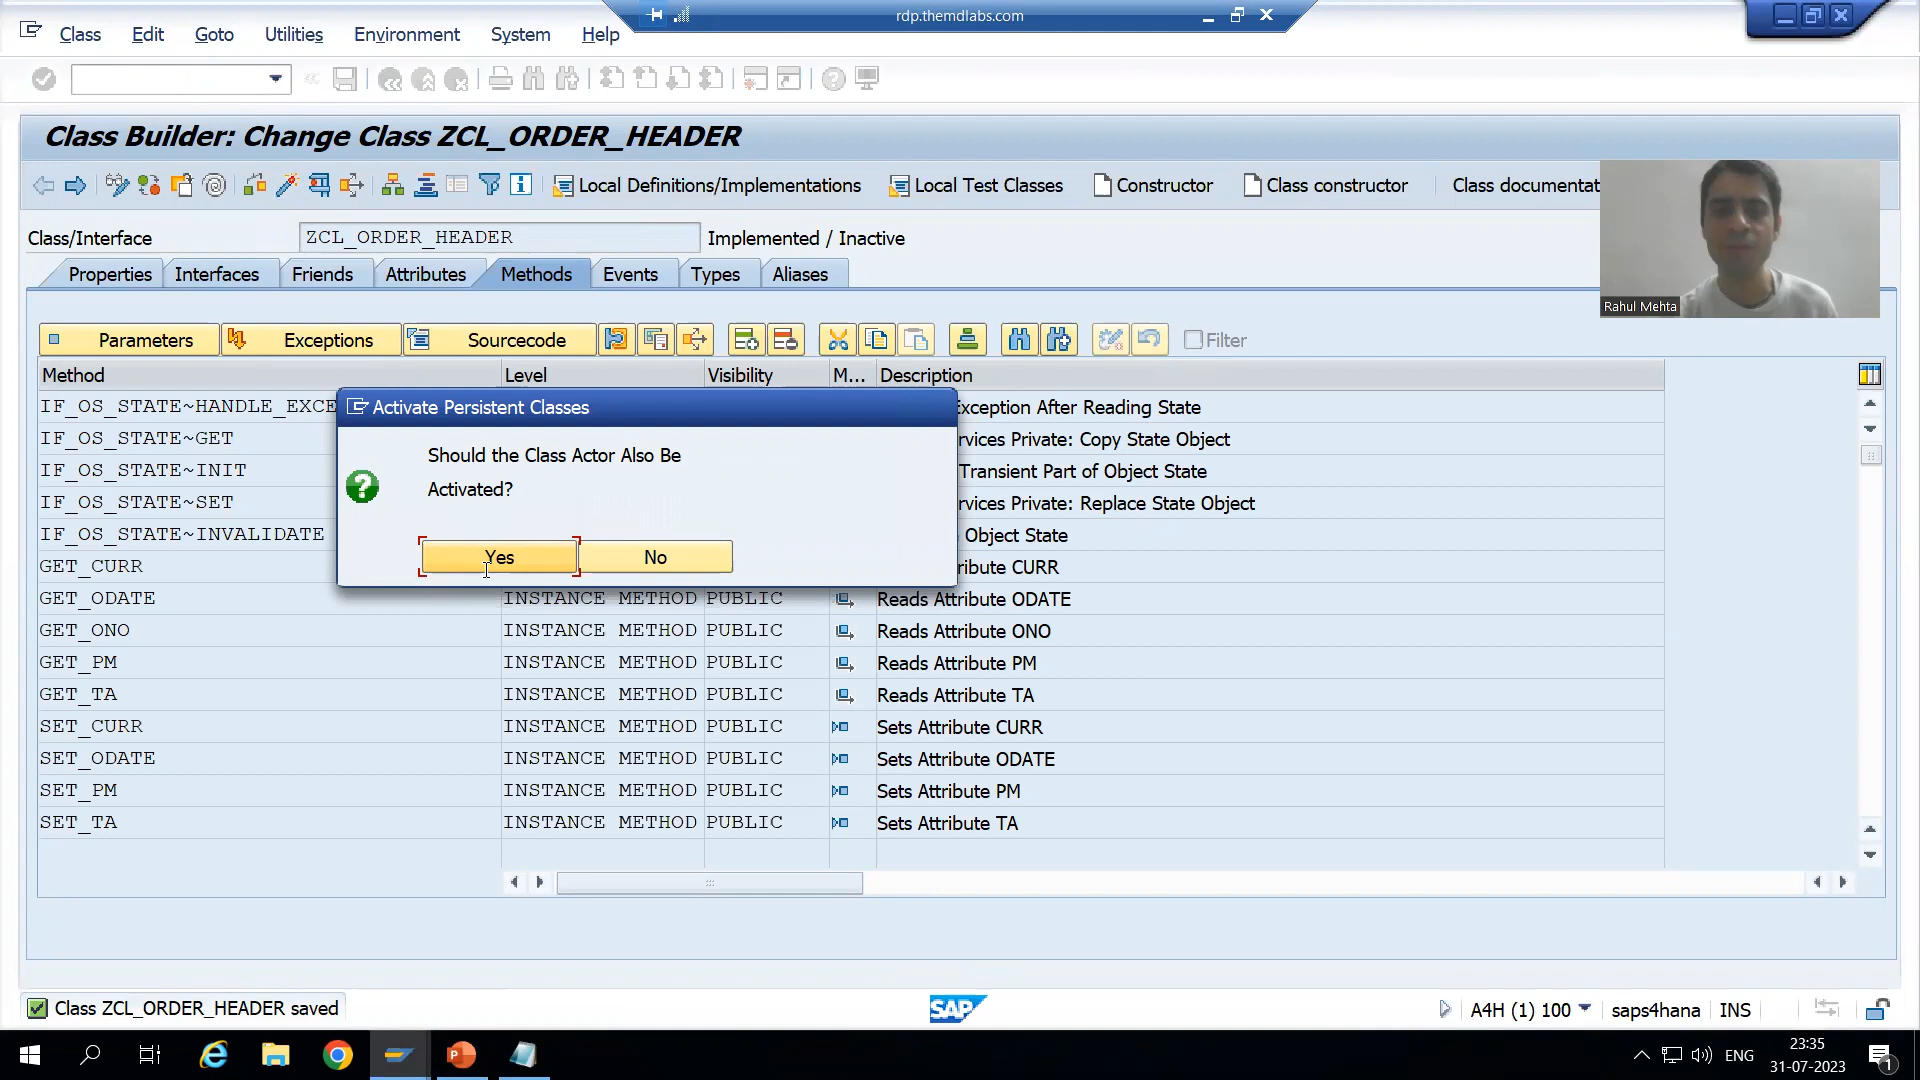 rdp.themdlabs.com
Class Edit Goto Utilities Environment System Help
Class Builder: Change Class ZCL_ORDER_HEADER
Local Definitions/Implementations Local Test Classes Constructor Class constructor Class documentat
Class/Interface ZCL_ORDER_HEADER Implemented / Inactive
Properties Interfaces Friends Attributes Methods Events Types Aliases
Rahul Mehta
Parameters Exceptions Sourcecode Filter
Method Level Visibility M... Description
IF_OS_STATE~HANDLE_EXCE xception After Reading State
IF_OS_STATE~GET rvices Private: Copy State Object
IF_OS_STATE~INIT Transient Part of Object State
IF_OS_STATE~SET rvices Private: Replace State Object
IF_OS_STATE~INVALIDATE Object State
GET_CURR ibute CURR
Activate Persistent Classes
Should the Class Actor Also Be
Activated?
Yes No
GET_ODATE INSTANCE METHOD PUBLIC Reads Attribute ODATE
GET_ONO INSTANCE METHOD PUBLIC Reads Attribute ONO
GET_PM INSTANCE METHOD PUBLIC Reads Attribute PM
GET_TA INSTANCE METHOD PUBLIC Reads Attribute TA
SET_CURR INSTANCE METHOD PUBLIC Sets Attribute CURR
SET_ODATE INSTANCE METHOD PUBLIC Sets Attribute ODATE
SET_PM INSTANCE METHOD PUBLIC Sets Attribute PM
SET_TA INSTANCE METHOD PUBLIC Sets Attribute TA
Class ZCL_ORDER_HEADER saved SAP A4H (1) 100 saps4hana INS
ENG
23:35
31-07-2023
1